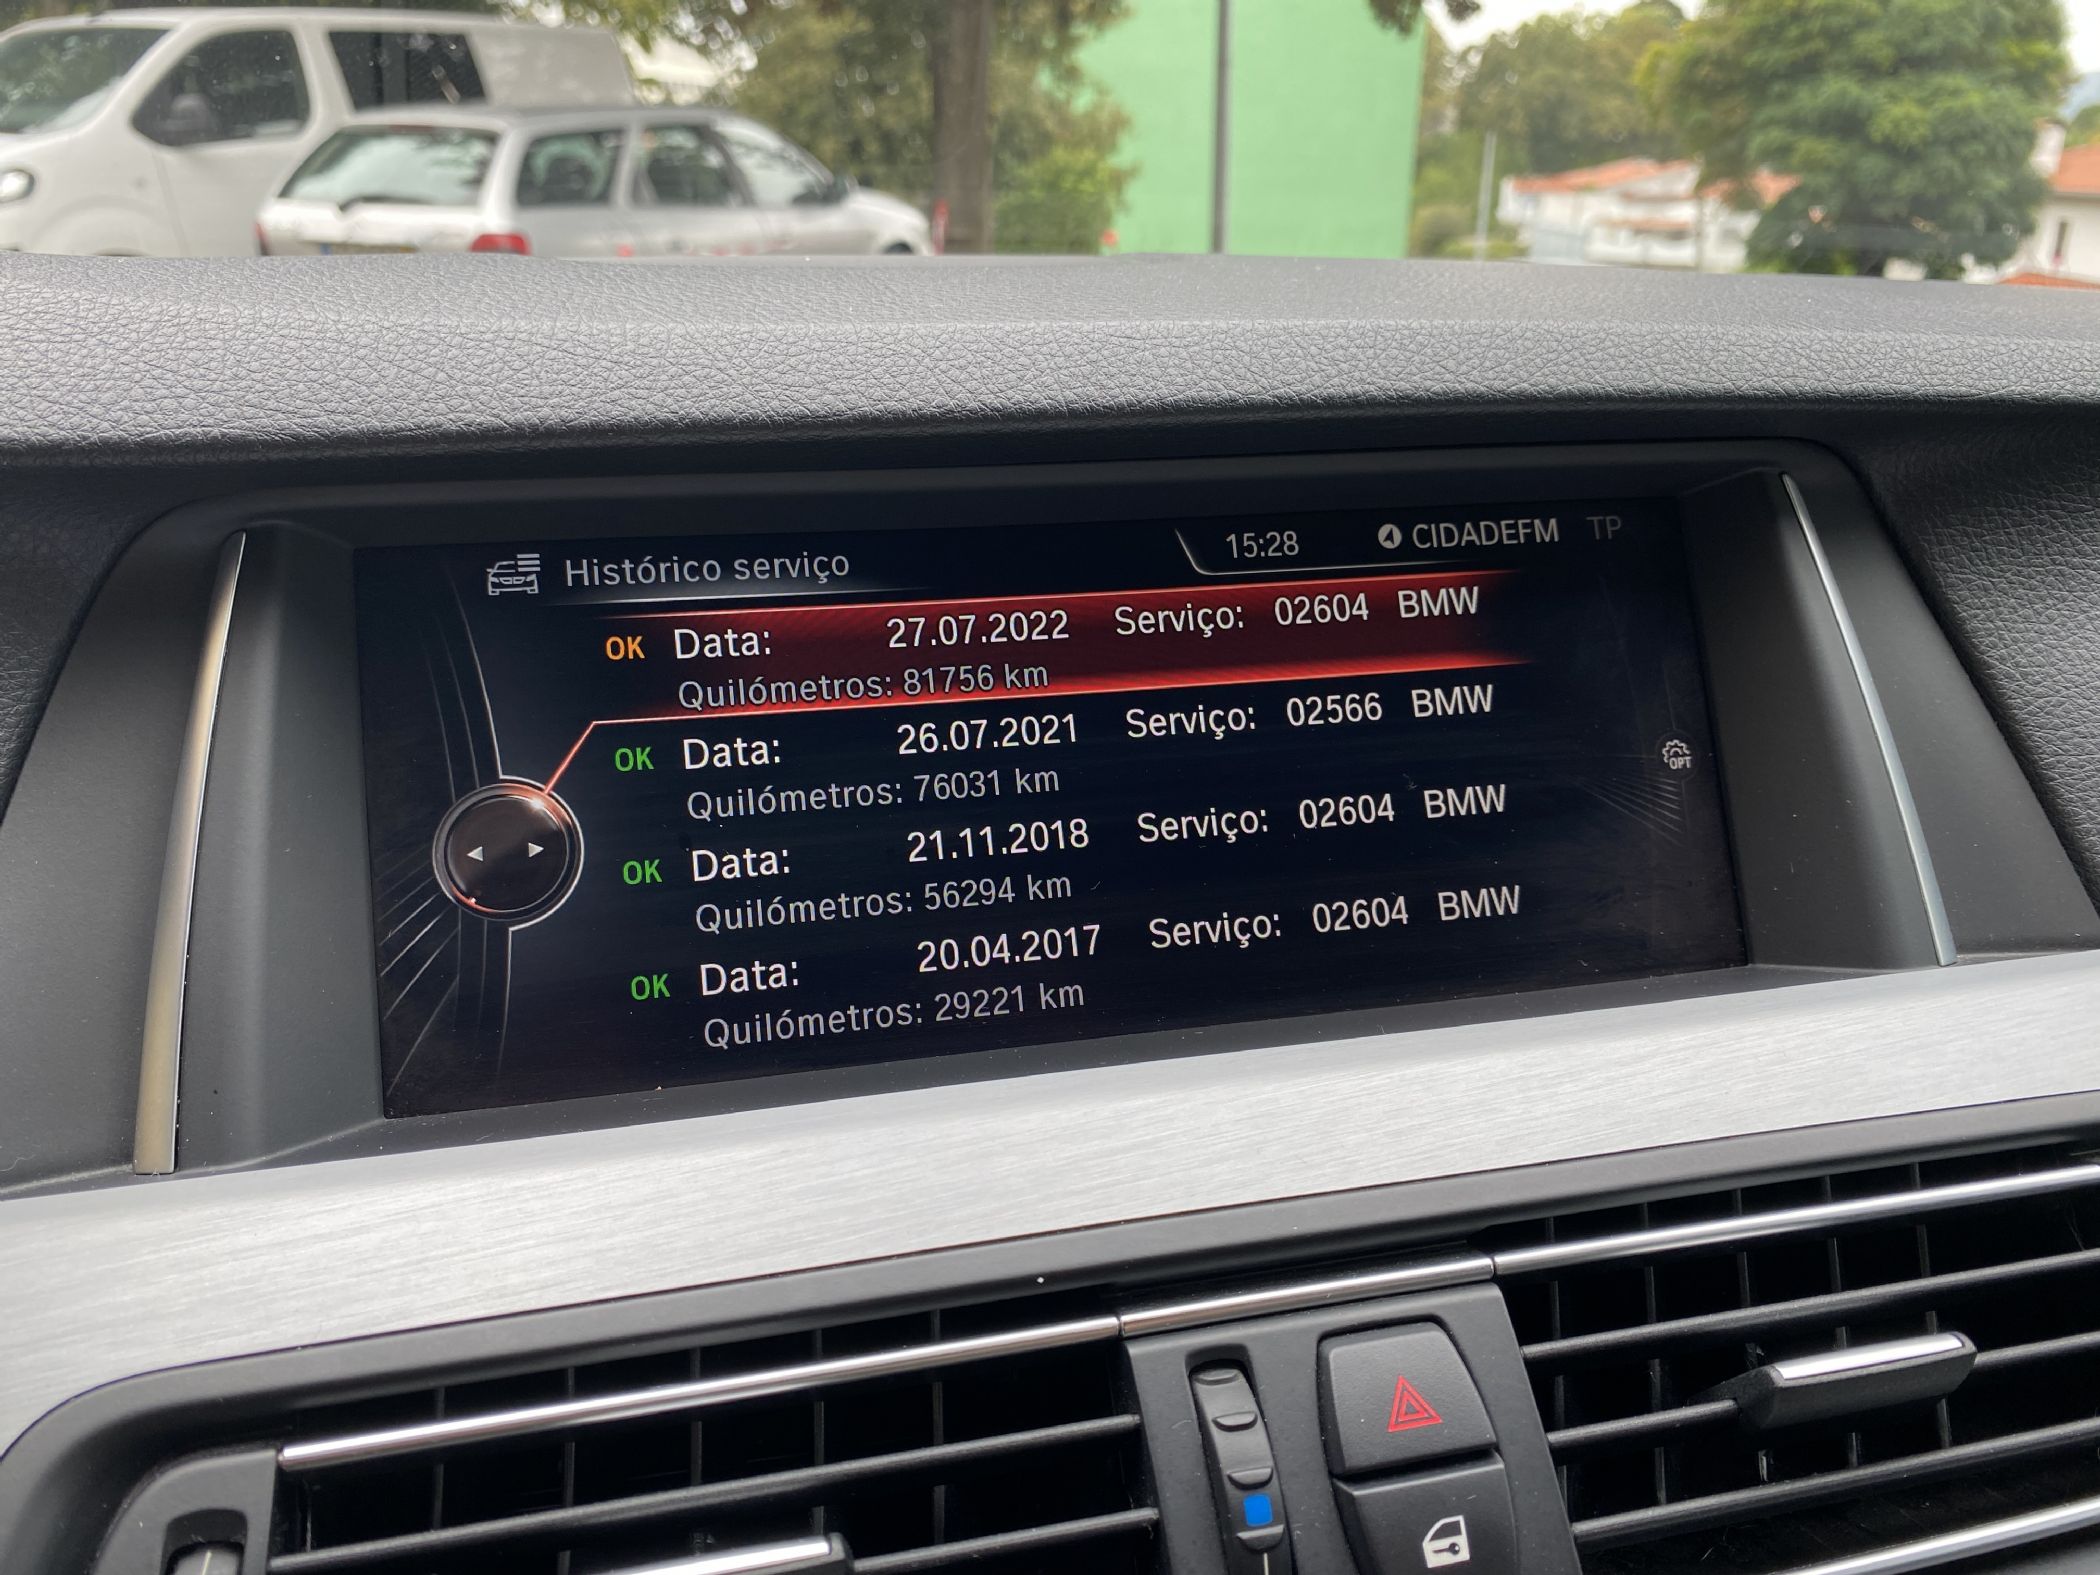 Histórico serviço 15:28 CIDADEFM TP
OK Data: 27.07.2022 Serviço: 02604 BMW
Quilómetros: 81756 km
OK Data: 26.07.2021 Serviço: 02566 BMW
Quilómetros: 76031 km
OPT
OK Data: 21.11.2018 Serviço: 02604 BMW
Quilómetros: 56294 km
OK Data: 20.04.2017 Serviço: 02604 BMW
Quilómetros: 29221 km